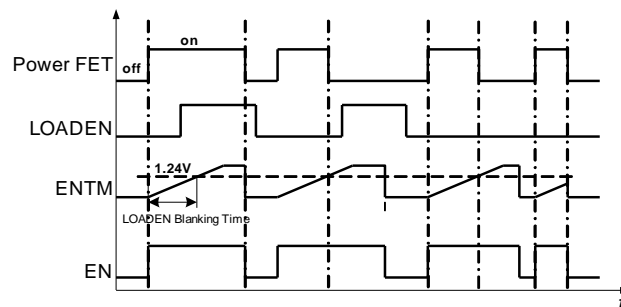 on
Power FET
off
LOADEN
1.24V
ENTM
LOADEN Blanking Time
EN
t